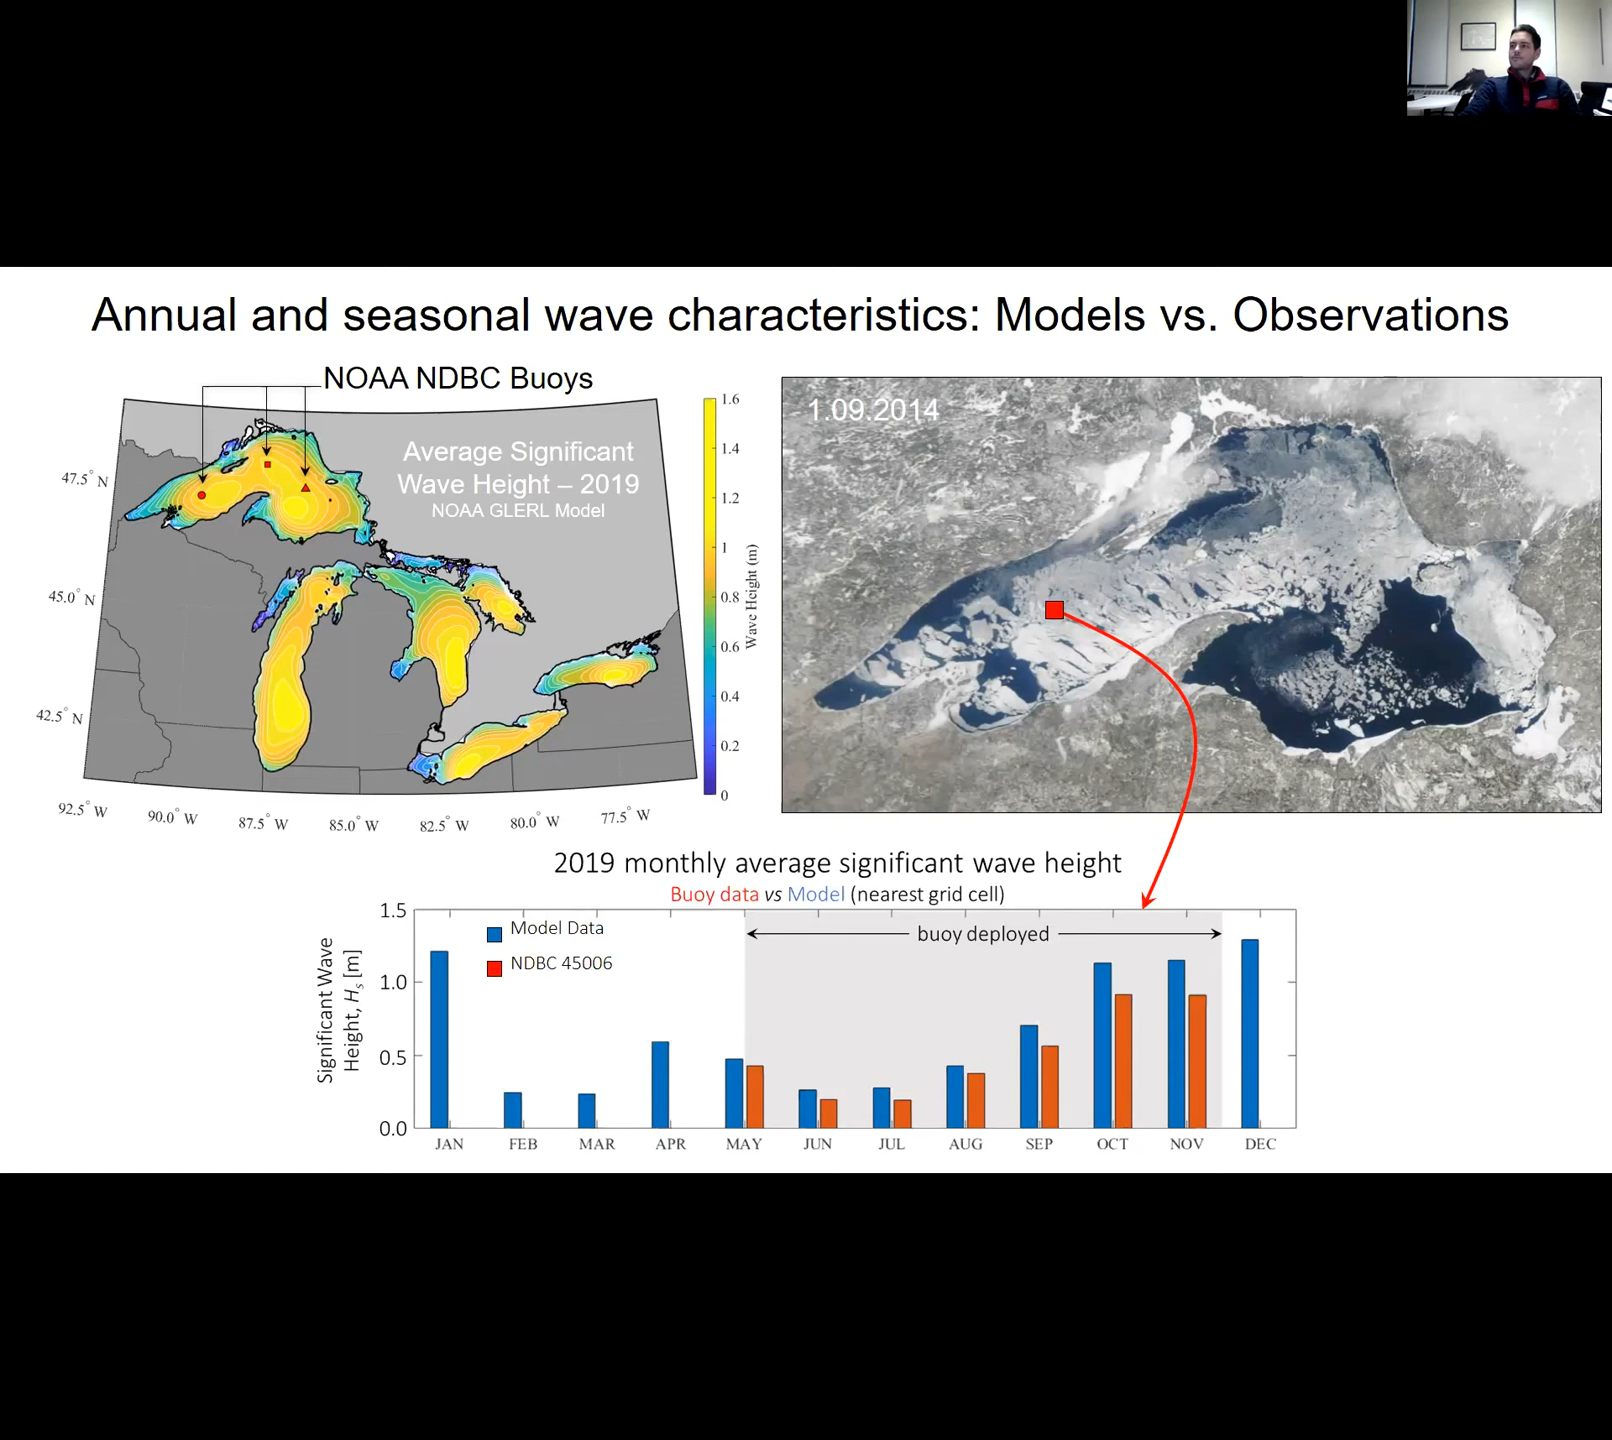 Annual and seasonal wave characteristics: Models vs. Observations
NOAA NDBC Buoys
Average Significant
Wave Height – 2019
NOAA GLERL Model
47.5° N
45.0° N
42.5° N
92.5° W
90.0° W
87.5° W
85.0° W
82.5° W
80.0° W
77.5° W
1.6
1.4
1.2
1
0.8
0.6
0.4
0.2
0
Wave Height (m)
1.09.2014
2019 monthly average significant wave height
Buoy data vs Model (nearest grid cell)
Significant Wave
Height, Hs [m]
1.5
1.0
0.5
0.0
Model Data
NDBC 45006
buoy deployed
JAN
FEB
MAR
APR
MAY
JUN
JUL
AUG
SEP
OCT
NOV
DEC